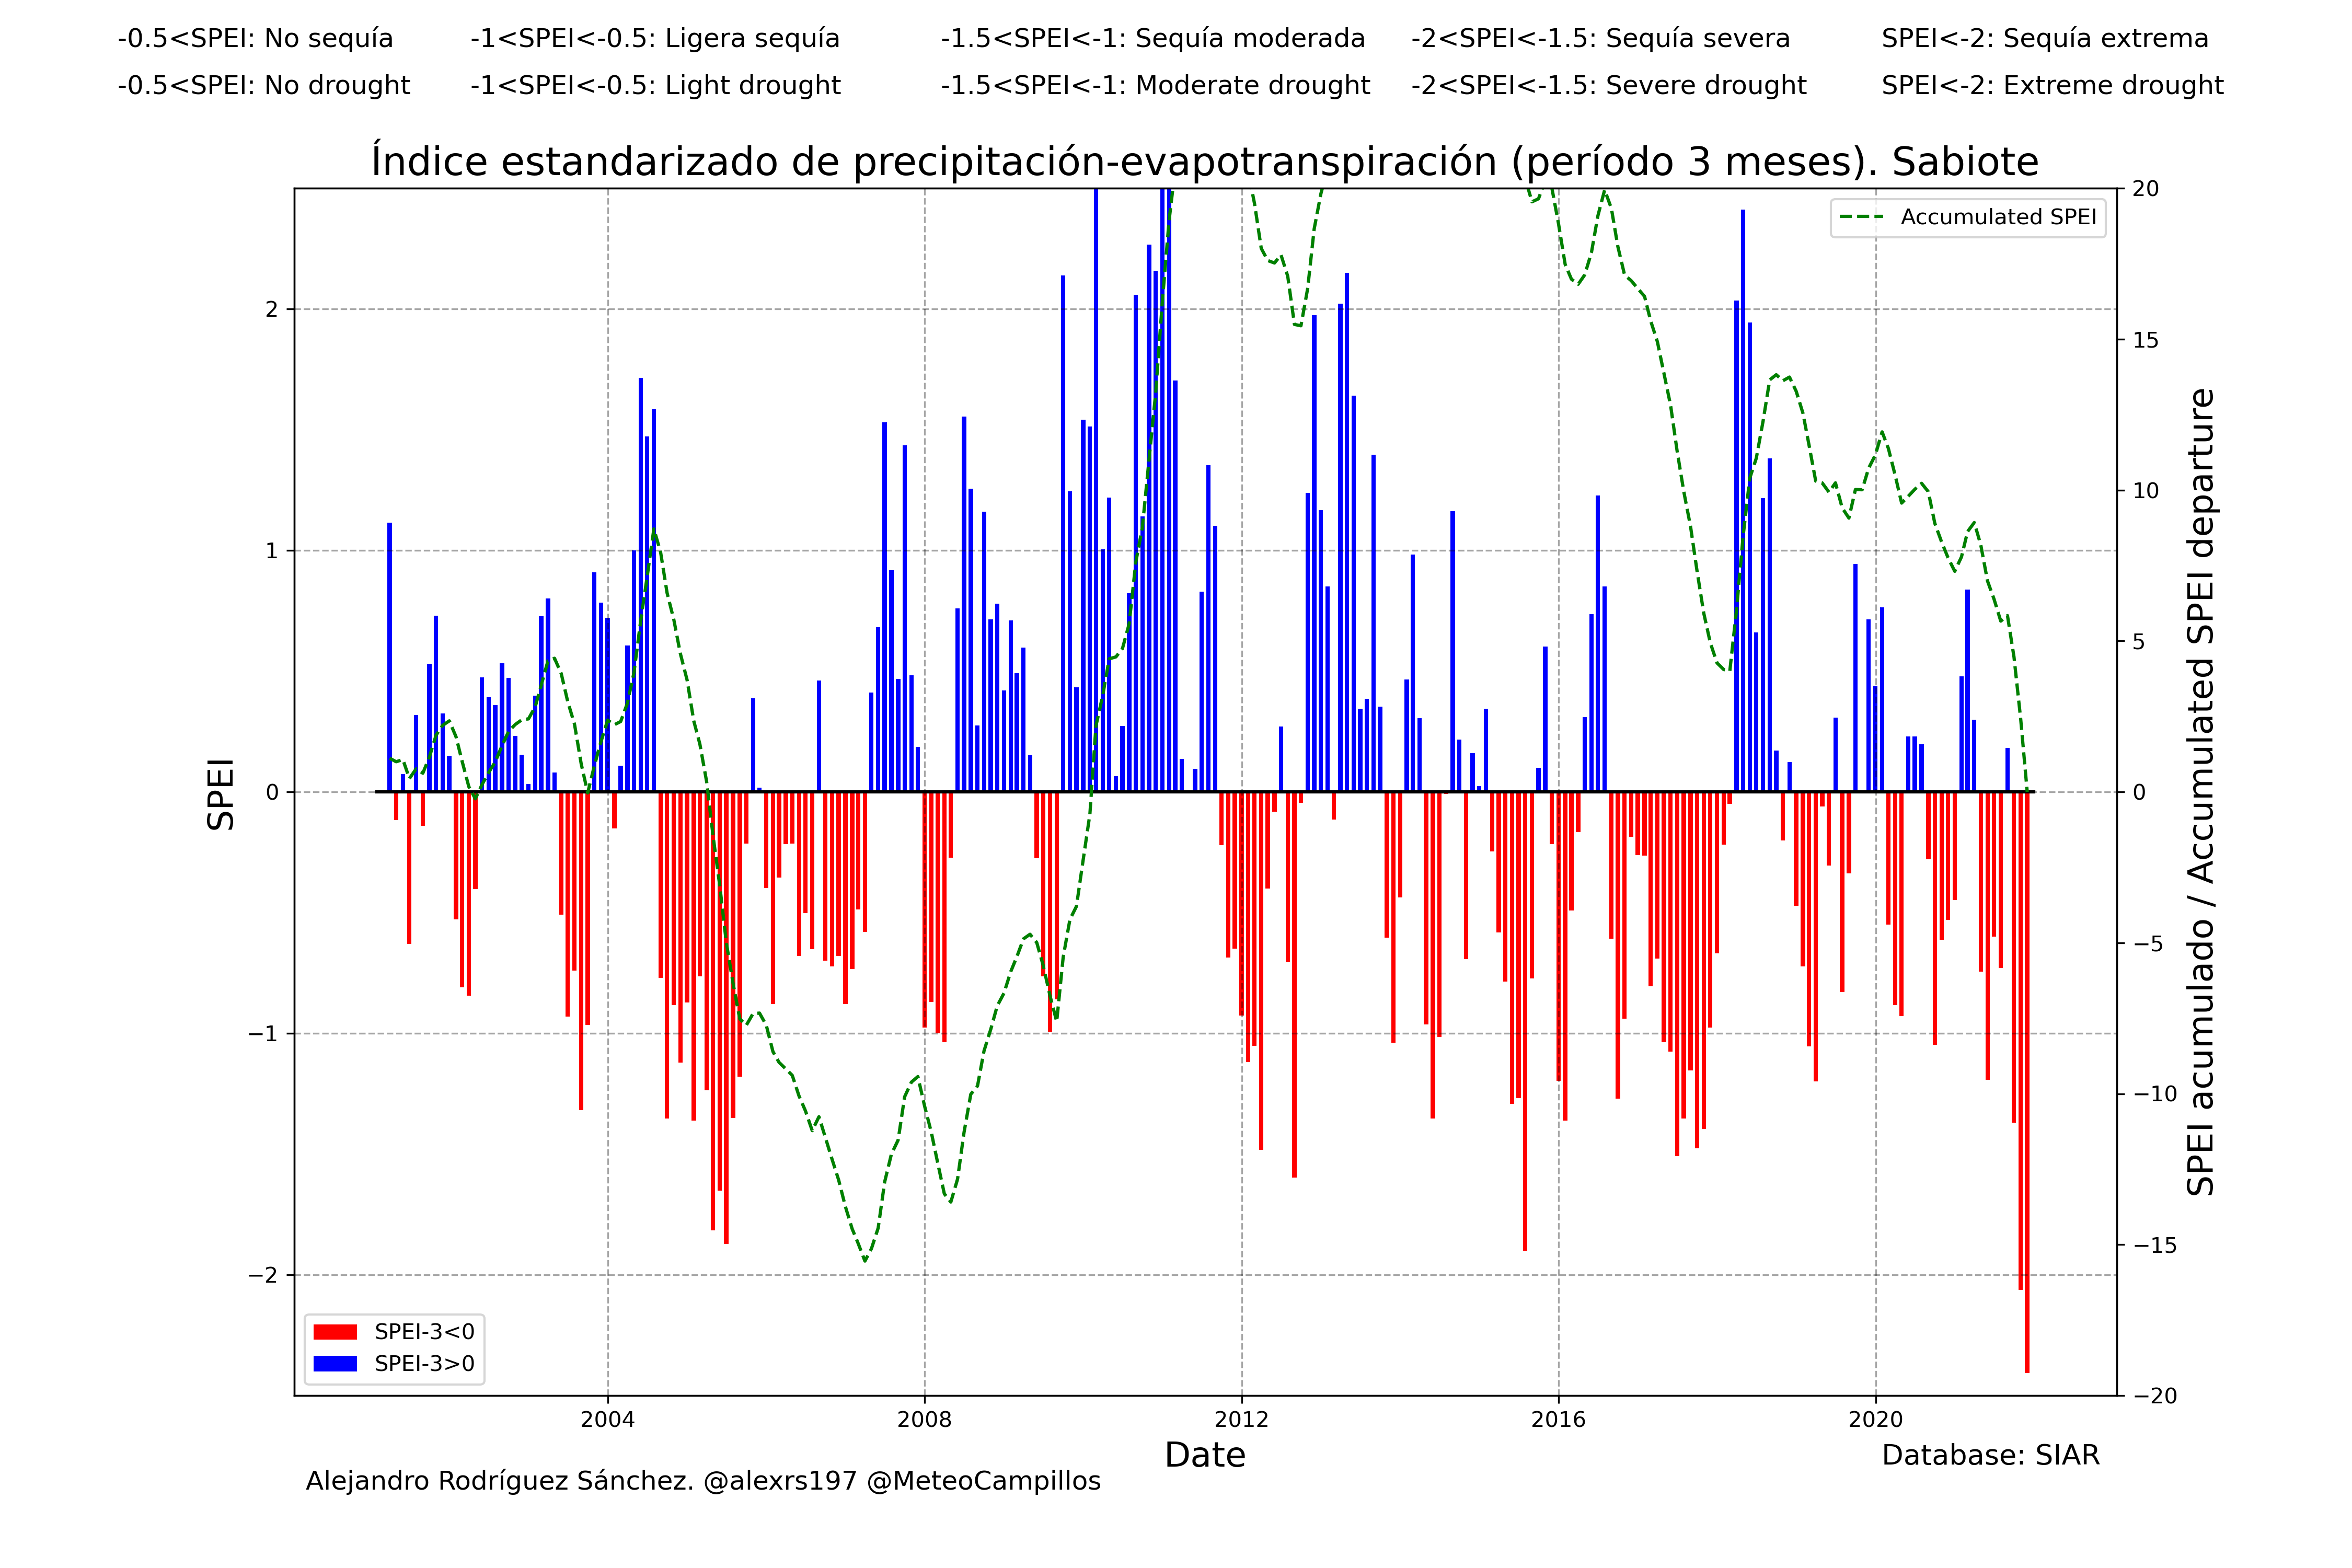 -0.5<SPEI: No sequía -1<SPEI<-0.5: Ligera sequía -1.5<SPEI<-1: Sequía moderada -2<SPEI<-1.5: Sequía severa SPEI<-2: Sequía extrema
-0.5<SPEI: No drought -1<SPEI<-0.5: Light drought -1.5<SPEI<-1: Moderate drought -2<SPEI<-1.5: Severe drought SPEI<-2: Extreme drought
Índice estandarizado de precipitación-evapotranspiración (período 3 meses). Sabiote
Accumulated SPEI
SPEI
2
1
0
−1
−2
20
15
10
5
0
−5
−10
−15
−20
SPEI acumulado / Accumulated SPEI departure
SPEI-3<0
SPEI-3>0
2004 2008 2012 2016 2020
Date
Database: SIAR
Alejandro Rodríguez Sánchez. @alexrs197 @MeteoCampillos